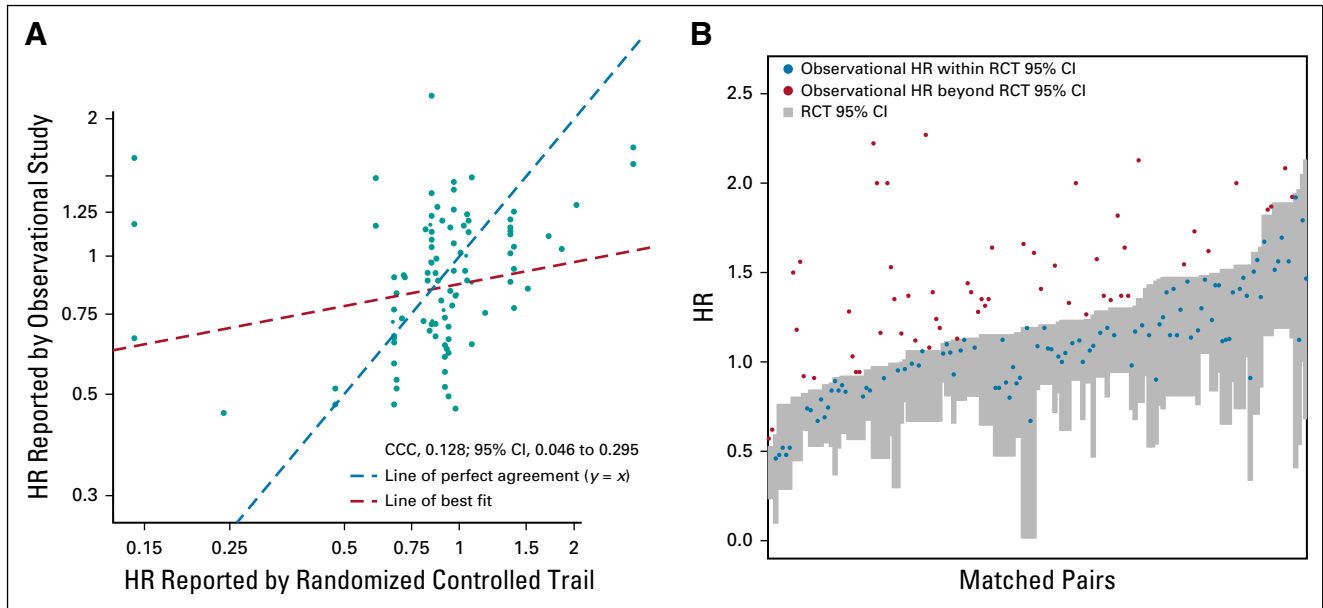 A
HR Reported by Observational Study
2
1.25
1
0.75
0.5
0.3
CCC, 0.128; 95% CI, 0.046 to 0.295
Line of perfect agreement (y = x)
Line of best fit
0.15 0.25 0.5 0.75 1 1.5 2
HR Reported by Randomized Controlled Trail
B
Observational HR within RCT 95% CI
Observational HR beyond RCT 95% CI
RCT 95% CI
HR
2.5
2.0
1.5
1.0
0.5
0.0
Matched Pairs